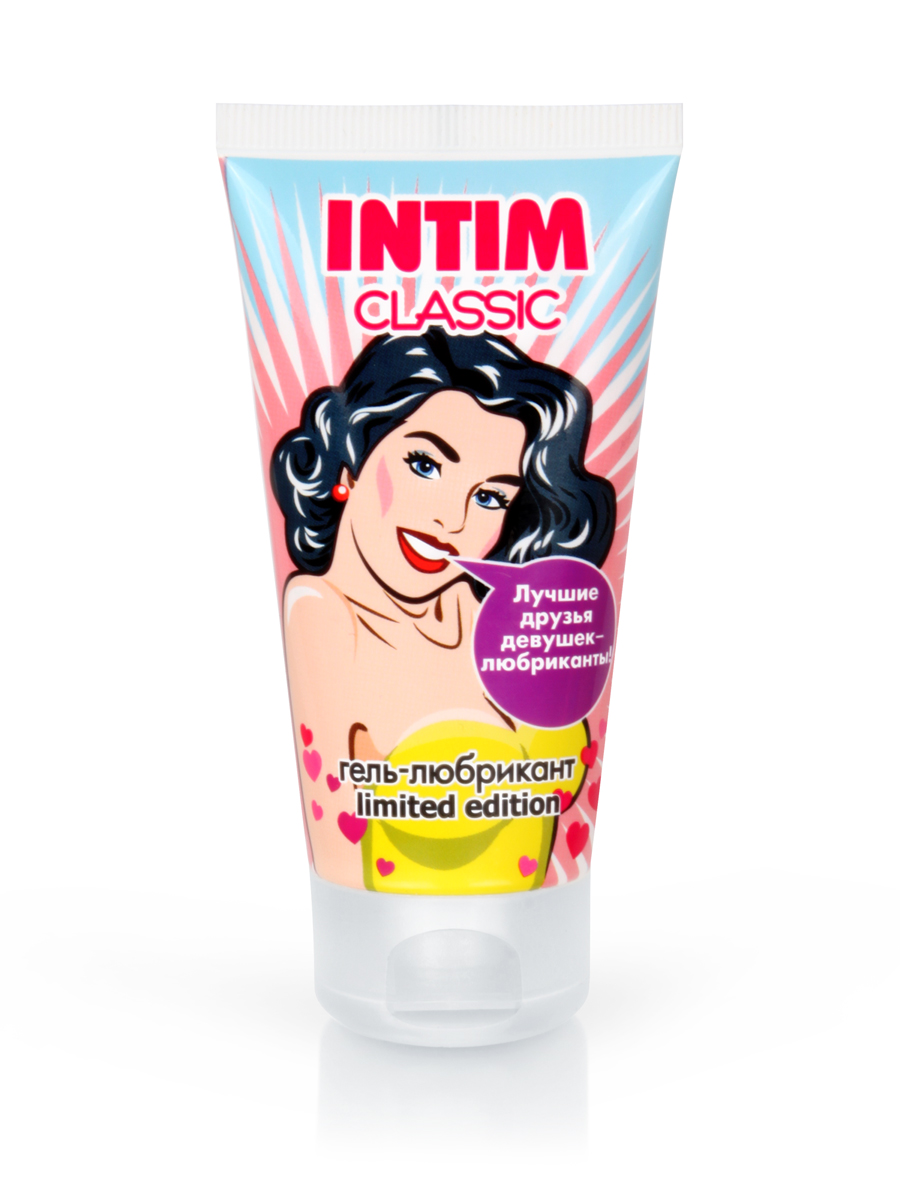 INTIM
CLASSIC
Лучшие
друзья
девушек–
любриканты!
гель-любрикант
limited edition